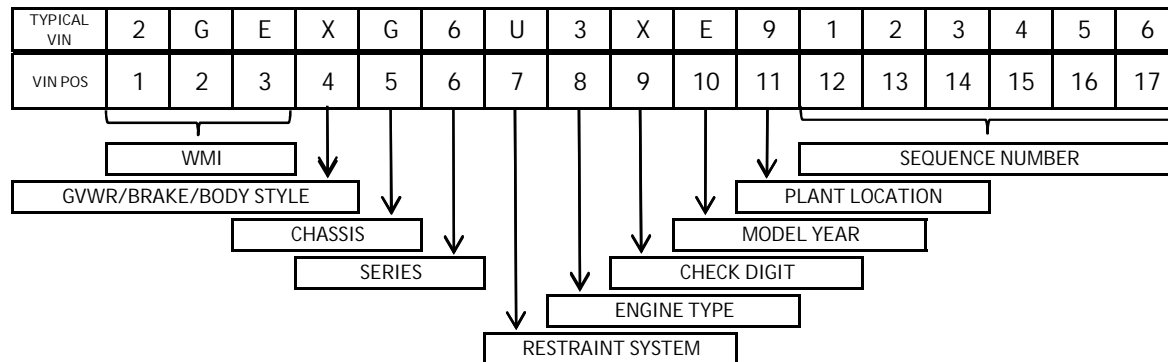 TYPICAL VIN 2 G E X G 6 U 3 X E 9 1 2 3 4 5 6
VIN POS 1 2 3 4 5 6 7 8 9 10 11 12 13 14 15 16 17
WMI SEQUENCE NUMBER
GVWR/BRAKE/BODY STYLE PLANT LOCATION
CHASSIS MODEL YEAR
SERIES CHECK DIGIT
ENGINE TYPE
RESTRAINT SYSTEM